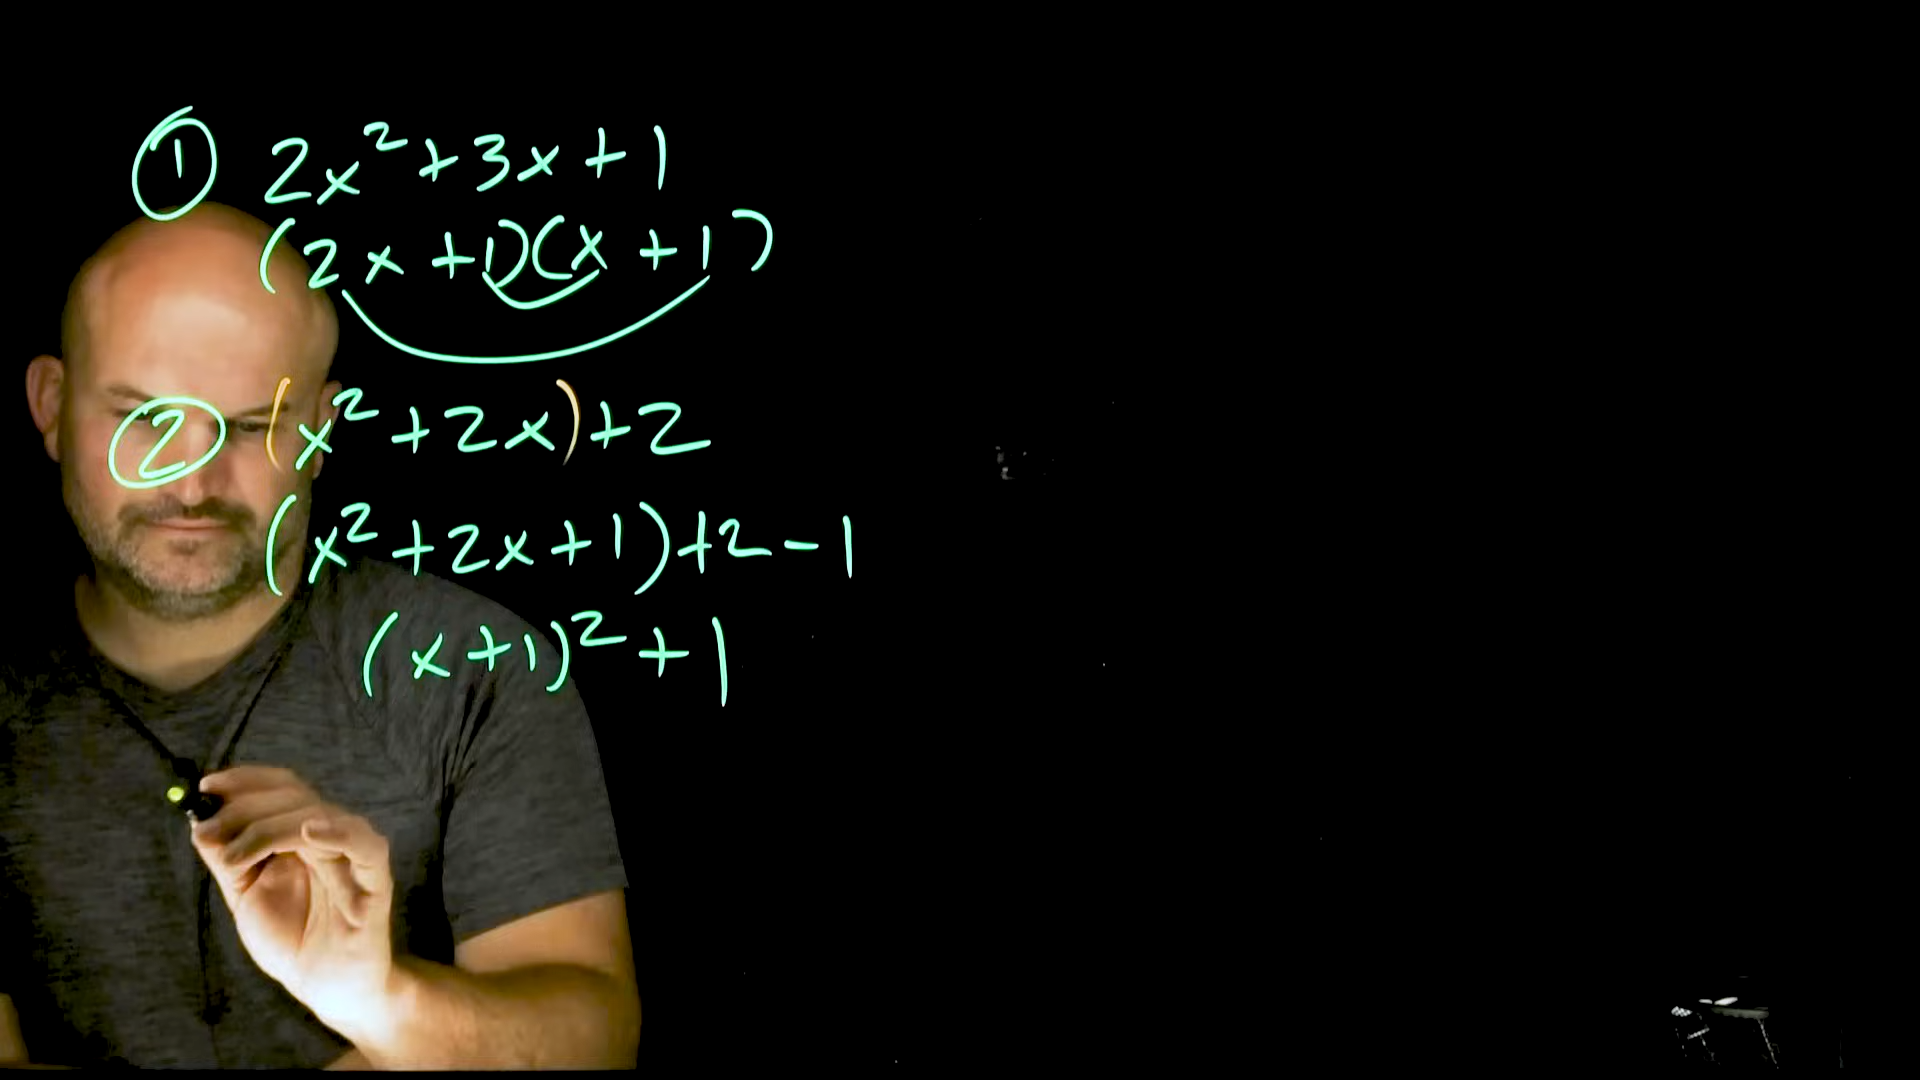 ① 2x² + 3x + 1
(2x + 1)(x + 1)
② (x² + 2x) + 2
(x² + 2x + 1) + 2 - 1
(x + 1)² + 1